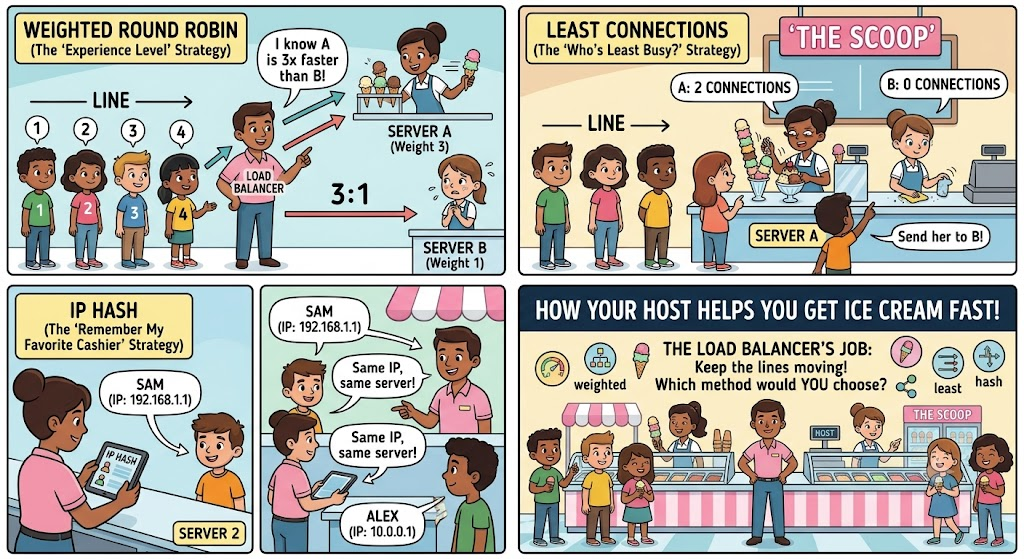 WEIGHTED ROUND ROBIN
(The 'Experience Level' Strategy)
I know A
is 3x faster
than B!
LINE
1
2
3
4
1
2
3
4
LOAD
BALANCER
SERVER A
(Weight 3)
3:1
SERVER B
(Weight 1)
LEAST CONNECTIONS
(The 'Who's Least Busy?' Strategy)
'THE SCOOP'
A: 2 CONNECTIONS
B: 0 CONNECTIONS
LINE
SERVER A
Send her to B!
IP HASH
(The 'Remember My
Favorite Cashier' Strategy)
SAM
(IP: 192.168.1.1)
IP HASH
SERVER 2
SAM
(IP: 192.168.1.1)
Same IP,
same server!
Same IP,
same server!
ALEX
(IP: 10.0.0.1)
HOW YOUR HOST HELPS YOU GET ICE CREAM FAST!
THE LOAD BALANCER'S JOB:
Keep the lines moving!
Which method would YOU choose?
weighted
least
hash
THE SCOOP
HOST